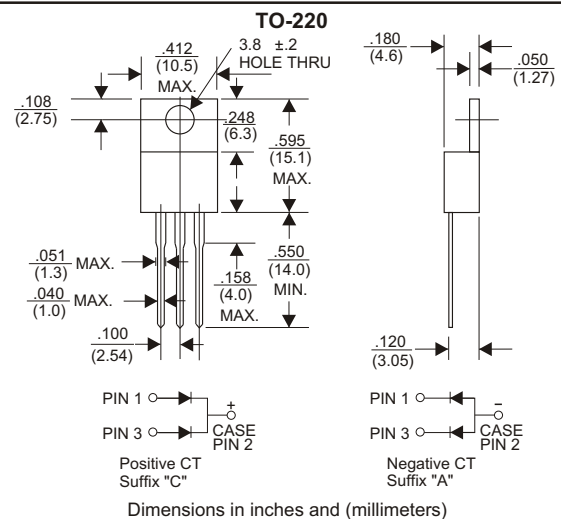 TO-220
.412
(10.5)
MAX.
3.8 ±.2
HOLE THRU
.180
(4.6)
.050
(1.27)
.108
(2.75)
.248
(6.3)
.595
(15.1)
MAX.
.051
(1.3) MAX.
.040
(1.0) MAX.
.158
(4.0)
MAX.
.550
(14.0)
MIN.
.100
(2.54)
.120
(3.05)
PIN 1
+
PIN 3
CASE
PIN 2
Positive CT
Suffix "C"
PIN 1
−
PIN 3
CASE
PIN 2
Negative CT
Suffix "A"
Dimensions in inches and (millimeters)